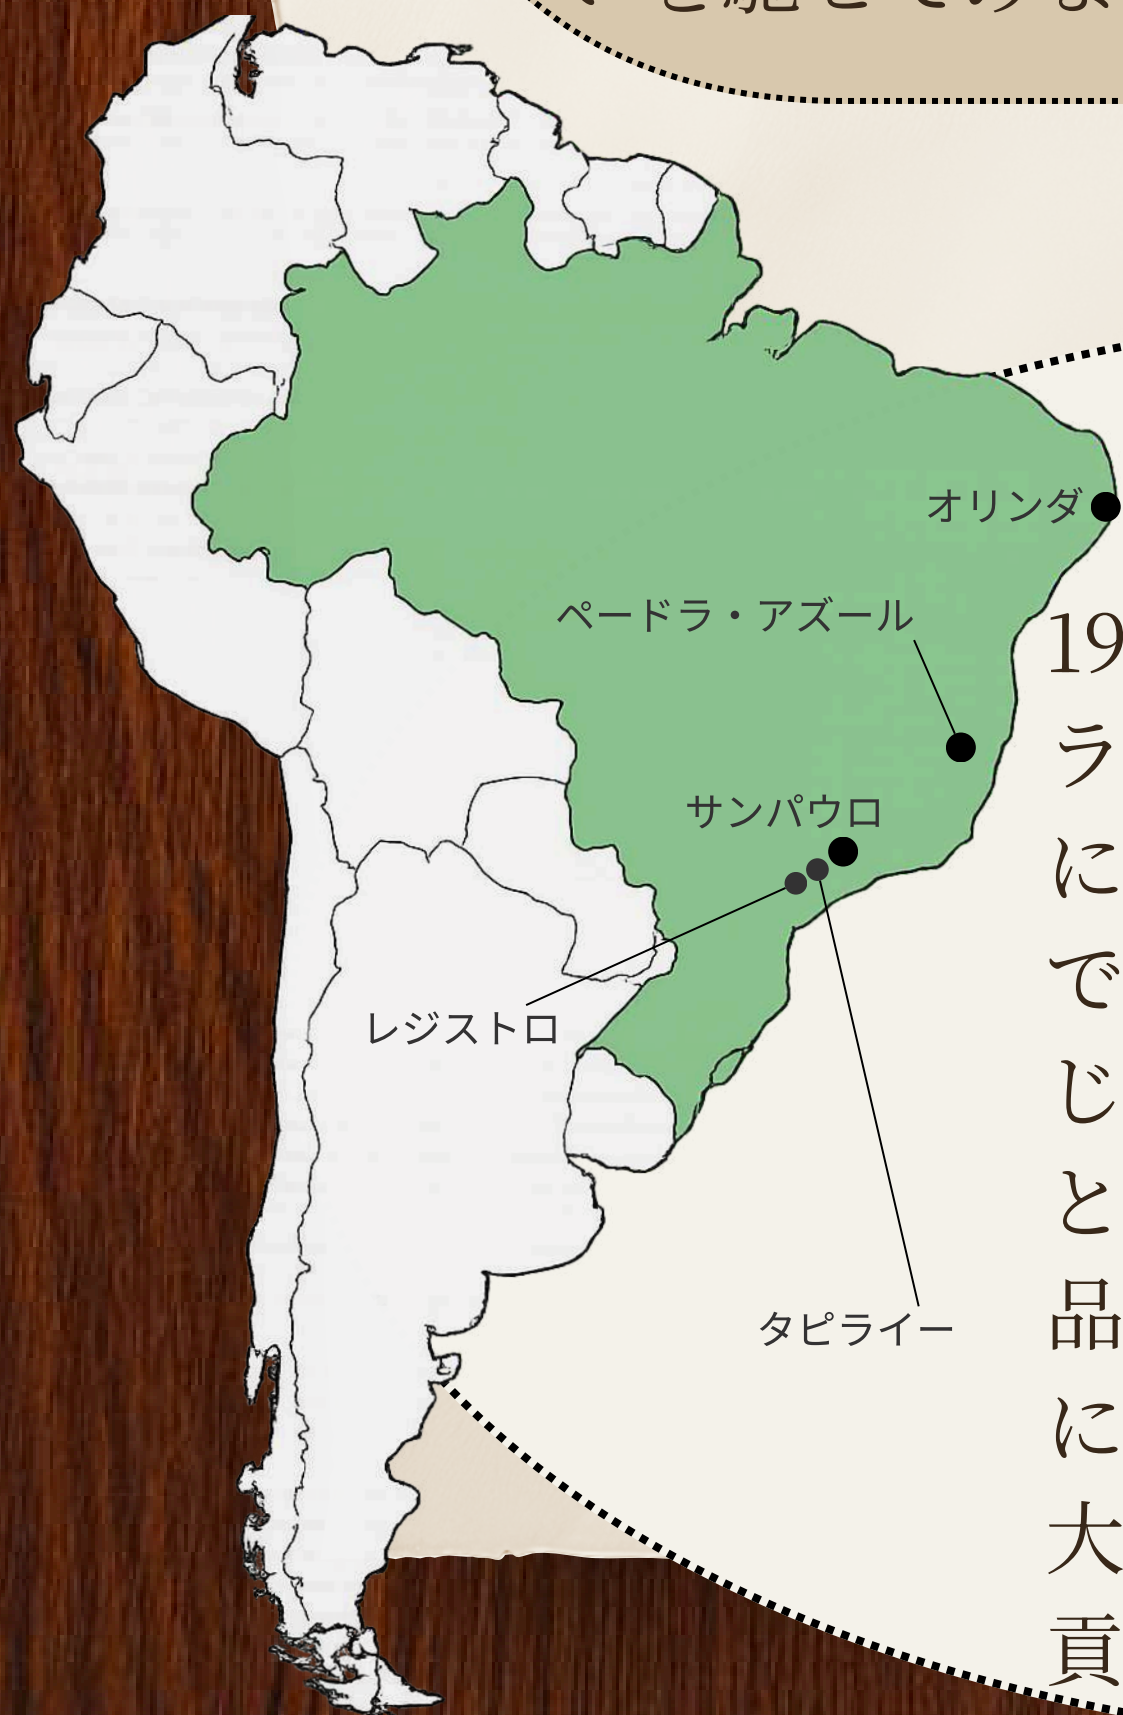 オリンダ
ペードラ・アズール
サンパウロ
レジストロ
タピライー
19
ラ
に
で
じ
と
品
に
大
貢